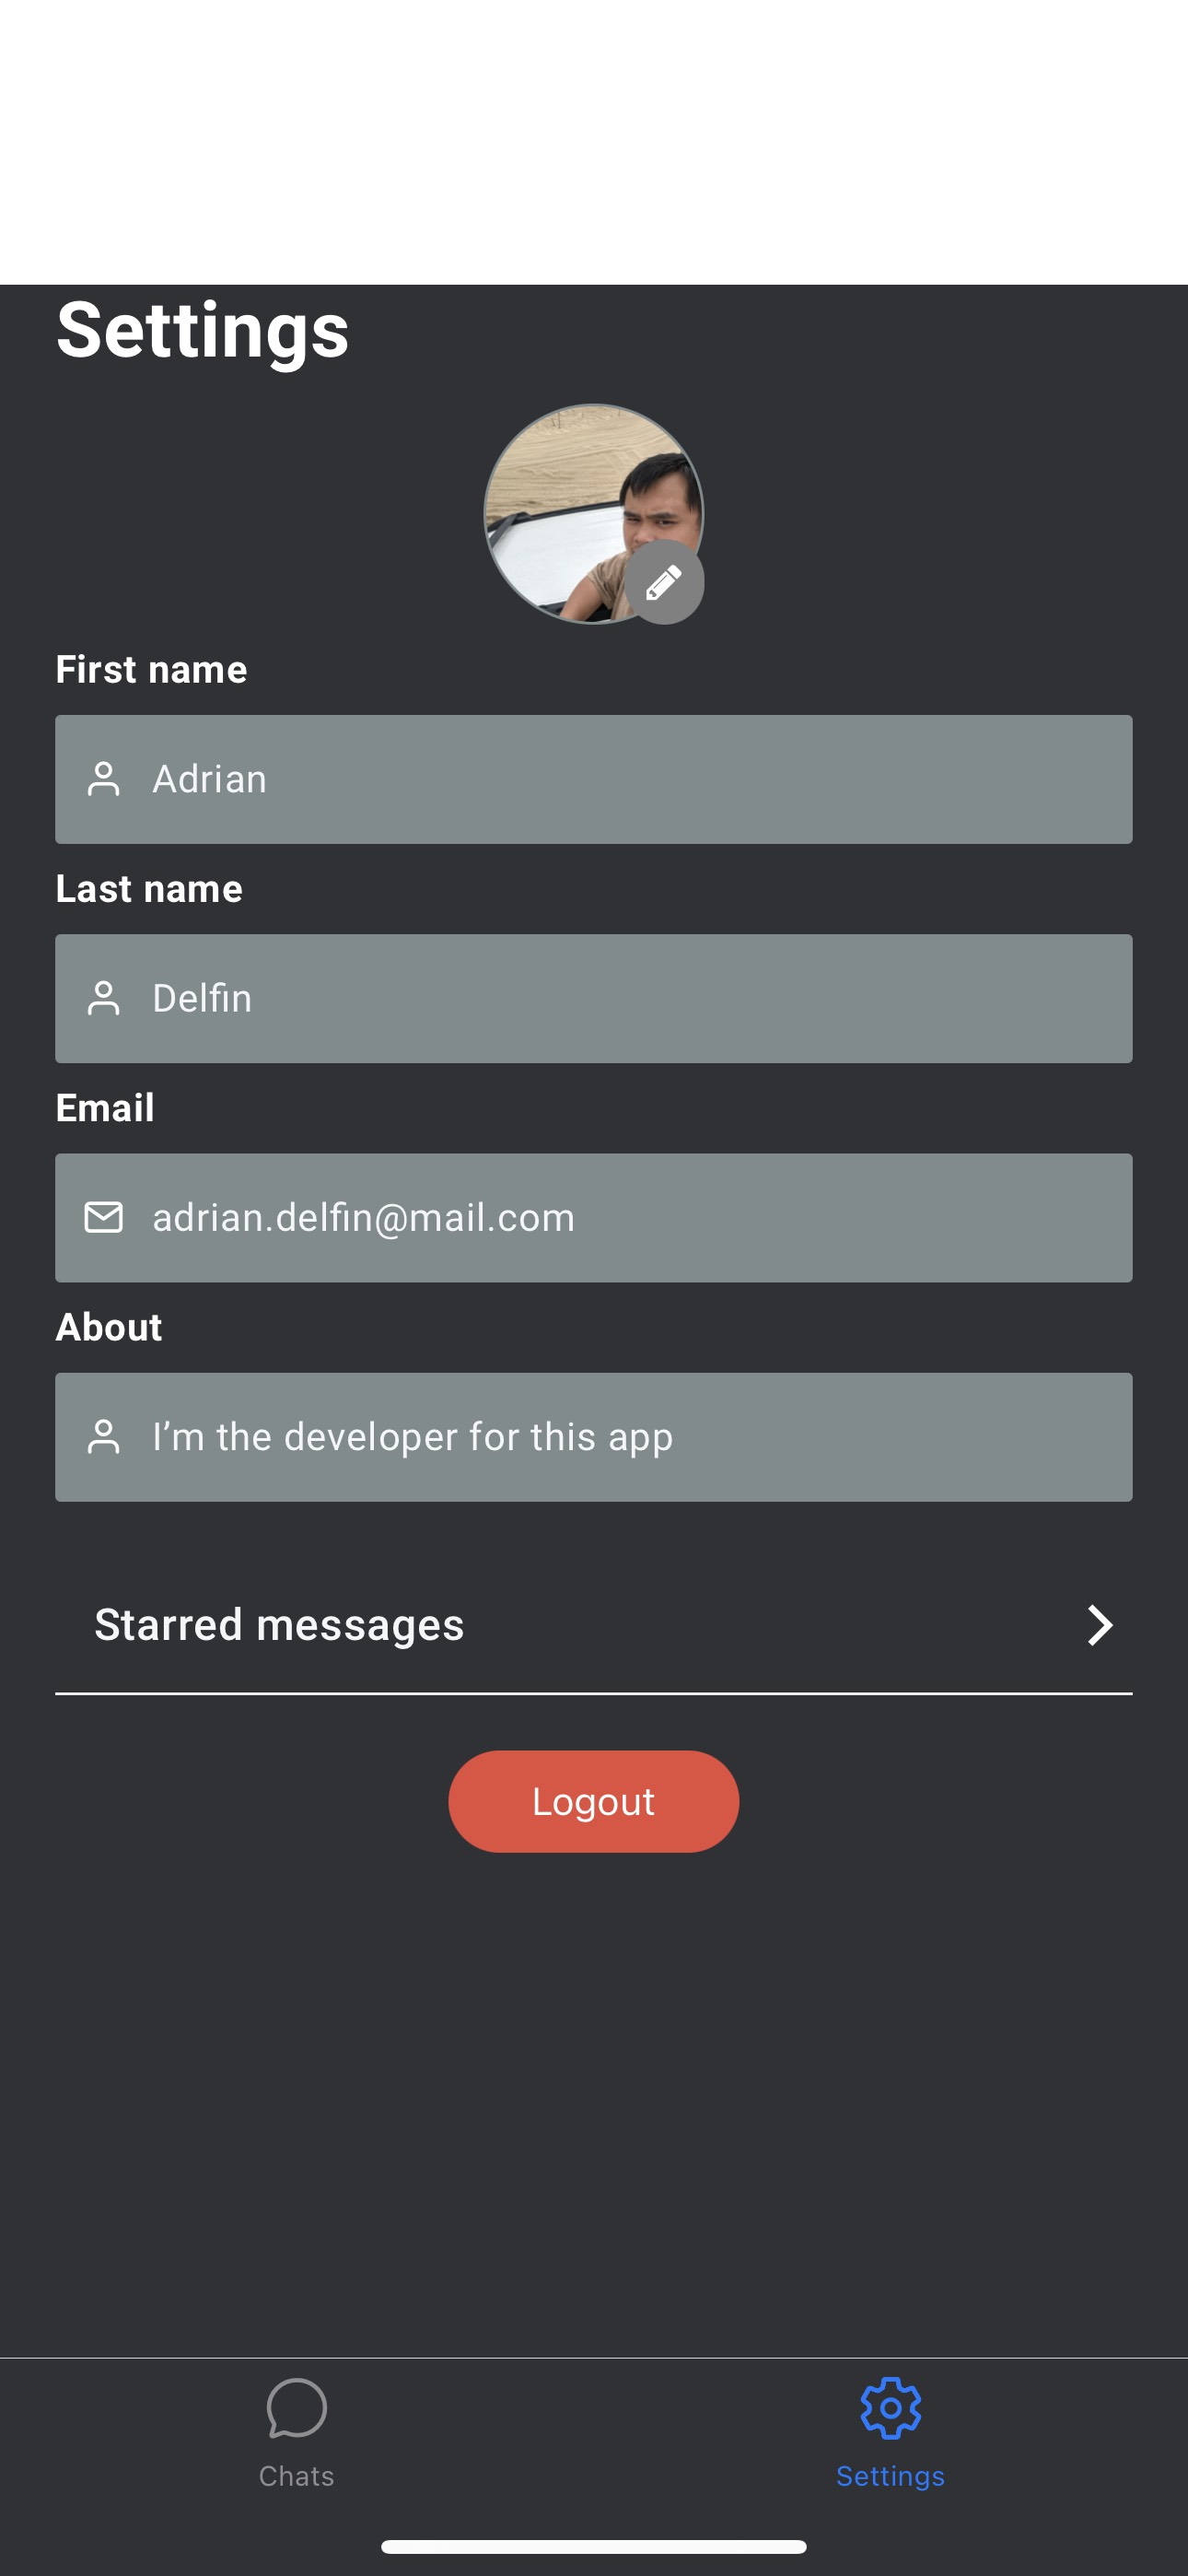 Settings
First name
Adrian
Last name
Delfin
Email
adrian.delfin@mail.com
About
I’m the developer for this app
Starred messages
Logout
Chats
Settings